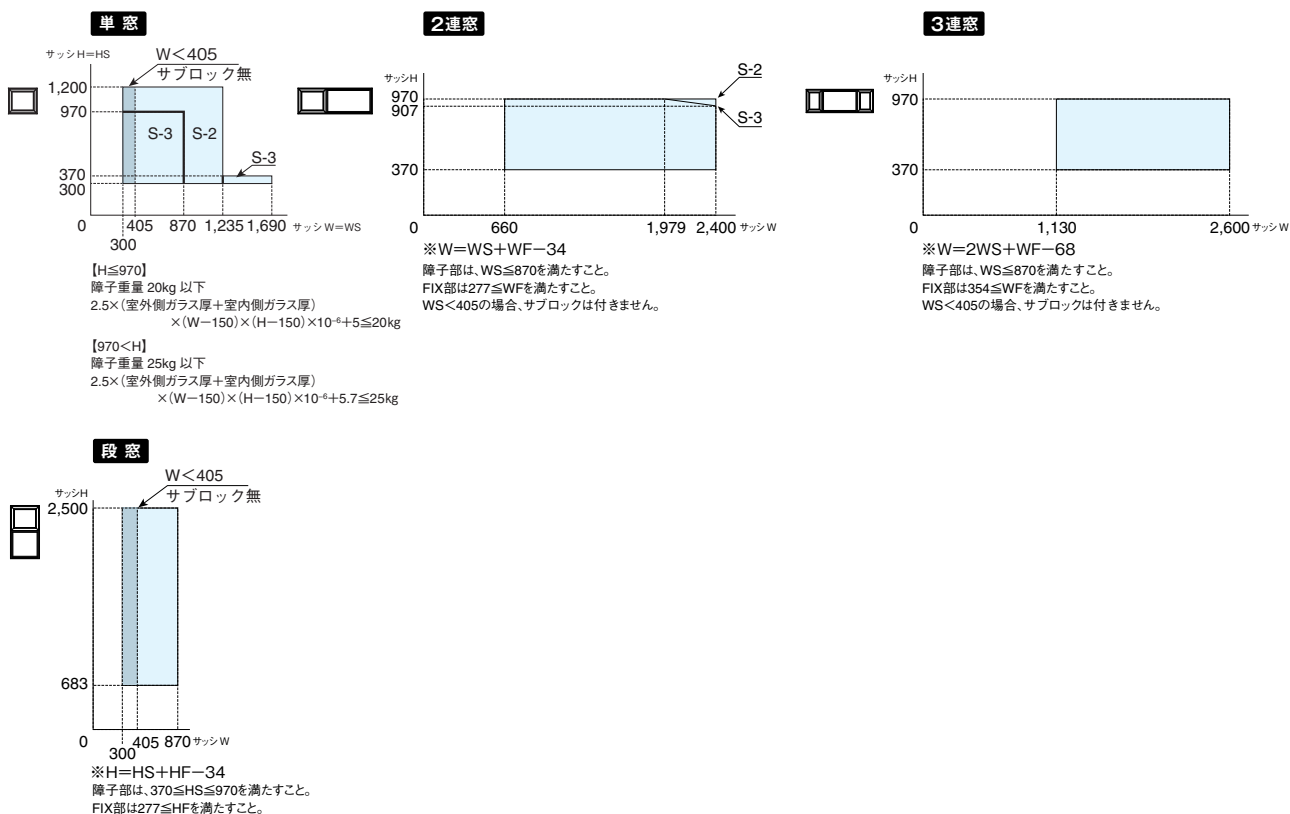 単 窓
サッシH=HS
W<405
サブロック無
1,200
970
S-3
S-2
S-3
370
300
0
405
870
1,235
1,690
サッシW=WS
300
【H≦970】
障子重量 20kg 以下
2.5×(室外側ガラス厚+室内側ガラス厚)
×(W−150)×(H−150)×10⁻⁶+5≦20kg
【970<H】
障子重量 25kg 以下
2.5×(室外側ガラス厚+室内側ガラス厚)
×(W−150)×(H−150)×10⁻⁶+5.7≦25kg
2連窓
サッシH
S-2
970
907
S-3
370
0
660
1,979
2,400
サッシW
※W=WS+WF−34
障子部は、WS≦870を満たすこと。
FIX部は277≦WFを満たすこと。
WS<405の場合、サブロックは付きません。
3連窓
サッシH
970
370
0
1,130
2,600
サッシW
※W=2WS+WF−68
障子部は、WS≦870を満たすこと。
FIX部は354≦WFを満たすこと。
WS<405の場合、サブロックは付きません。
段 窓
W<405
サブロック無
サッシH
2,500
683
0
405
870
サッシW
300
※H=HS+HF−34
障子部は、370≦HS≦970を満たすこと。
FIX部は277≦HFを満たすこと。